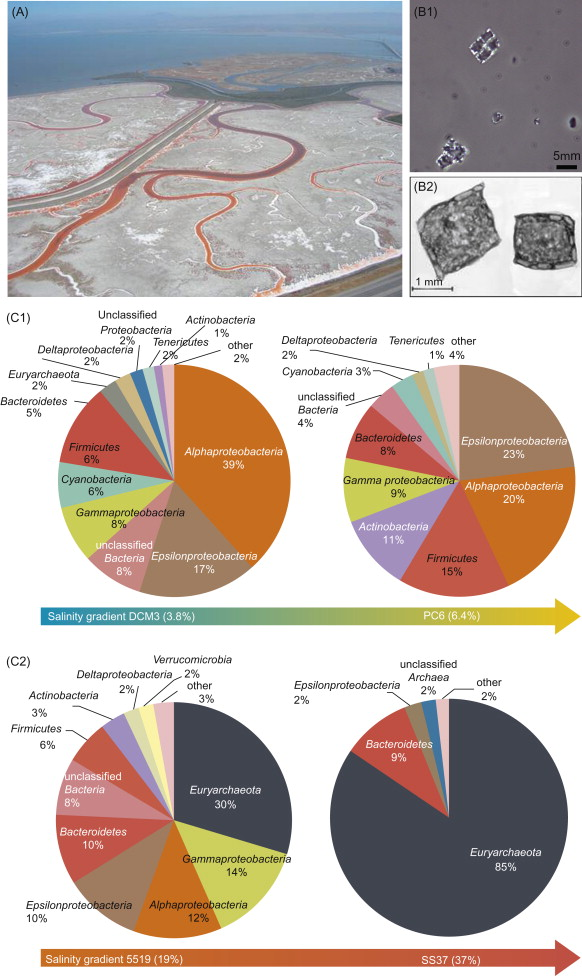 (A)
(B1)
5mm
(B2)
1 mm
(C1)
Unclassified
Proteobacteria
2%
Actinobacteria
1%
Tenericutes
2%
other
2%
Deltaproteobacteria
2%
Euryarchaeota
2%
Bacteroidetes
5%
Firmicutes
6%
Cyanobacteria
6%
Gammaproteobacteria
8%
unclassified
Bacteria
8%
Epsilonproteobacteria
17%
Alphaproteobacteria
39%
Deltaproteobacteria
2%
Tenericutes
1%
other
4%
Cyanobacteria 3%
unclassified
Bacteria
4%
Bacteroidetes
8%
Gamma proteobacteria
9%
Actinobacteria
11%
Firmicutes
15%
Alphaproteobacteria
20%
Epsilonproteobacteria
23%
Salinity gradient DCM3 (3.8%) PC6 (6.4%)
(C2)
Verrucomicrobia
2%
Deltaproteobacteria
2%
other
3%
Actinobacteria
3%
Firmicutes
6%
unclassified
Bacteria
8%
Bacteroidetes
10%
Epsilonproteobacteria
10%
Alphaproteobacteria
12%
Gammaproteobacteria
14%
Euryarchaeota
30%
unclassified
Archaea
2%
Epsilonproteobacteria
2%
other
2%
Bacteroidetes
9%
Euryarchaeota
85%
Salinity gradient 5519 (19%) SS37 (37%)